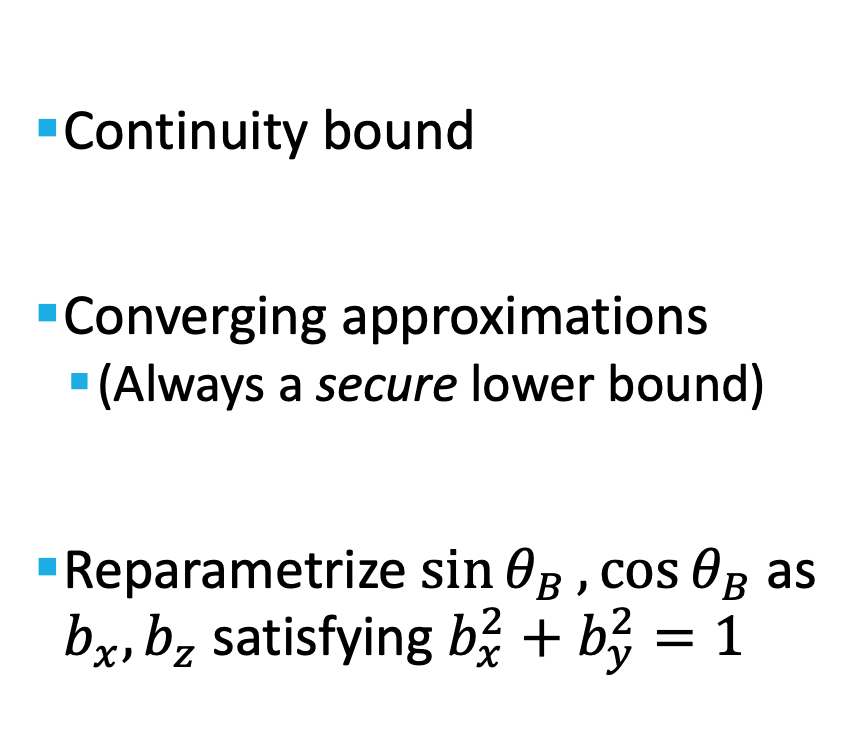 ▪Continuity bound
▪Converging approximations
▪(Always a secure lower bound)
▪Reparametrize sin θ_B , cos θ_B as
b_x, b_z satisfying b_x^2 + b_y^2 = 1